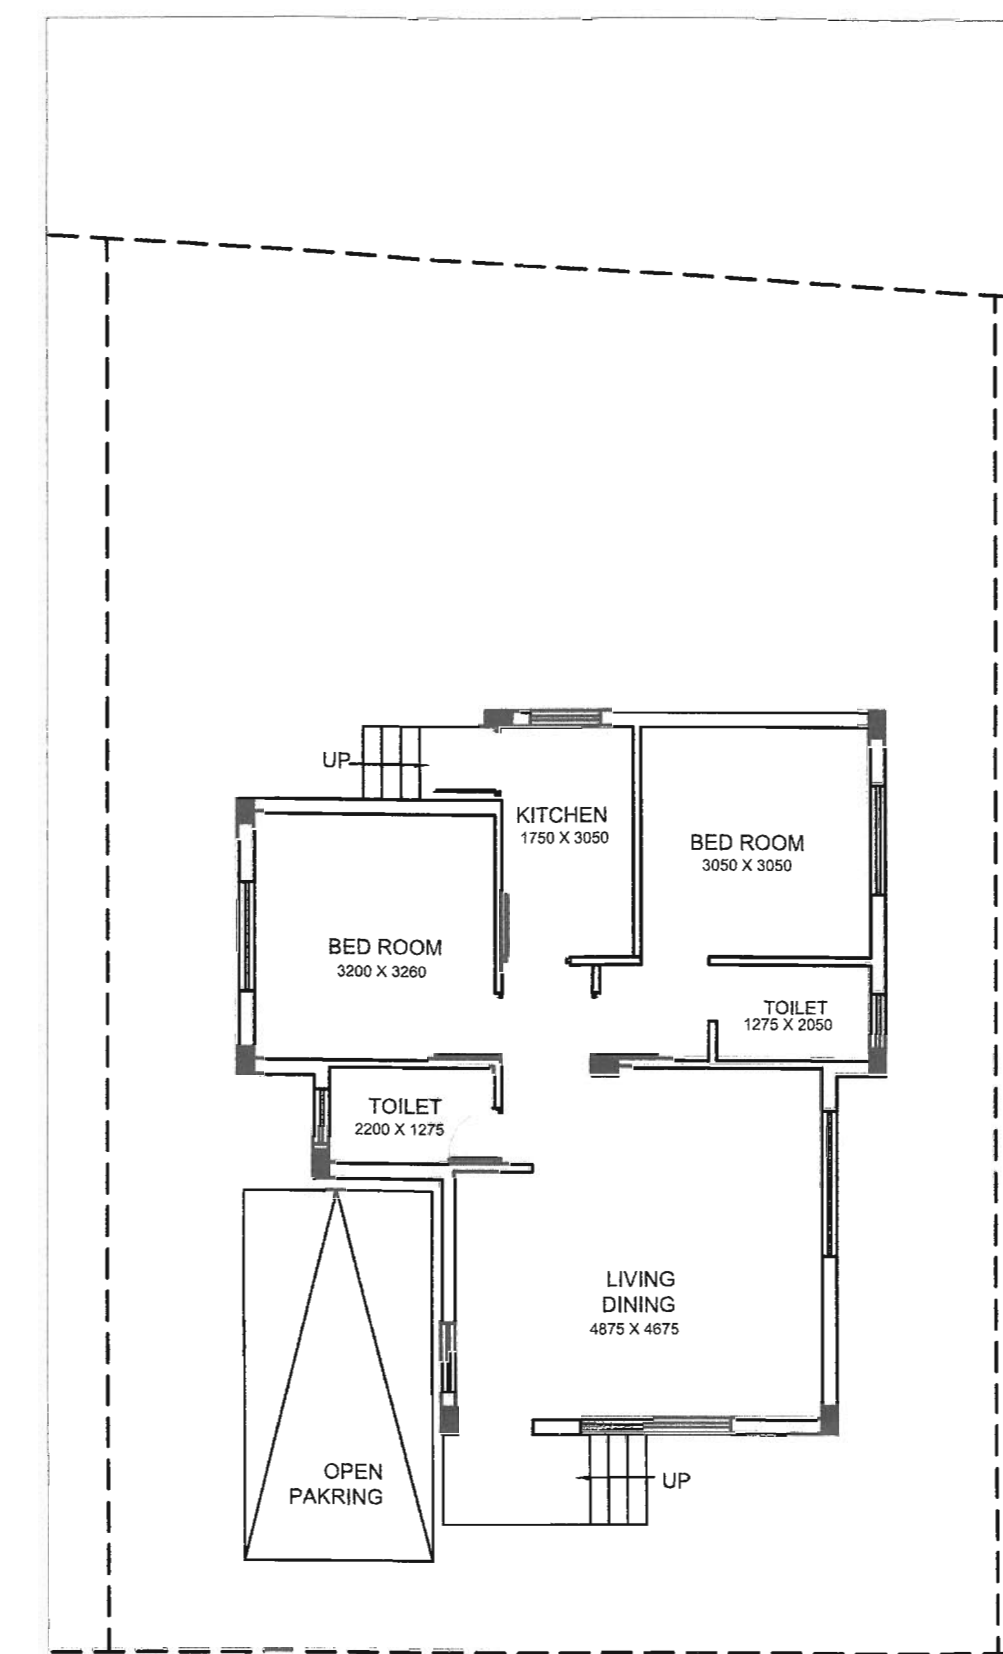 UP
KITCHEN
1750 X 3050
BED ROOM
3050 X 3050
BED ROOM
3200 X 3260
TOILET
1275 X 2050
TOILET
2200 X 1275
LIVING
DINING
4875 X 4675
OPEN
PAKRING
UP